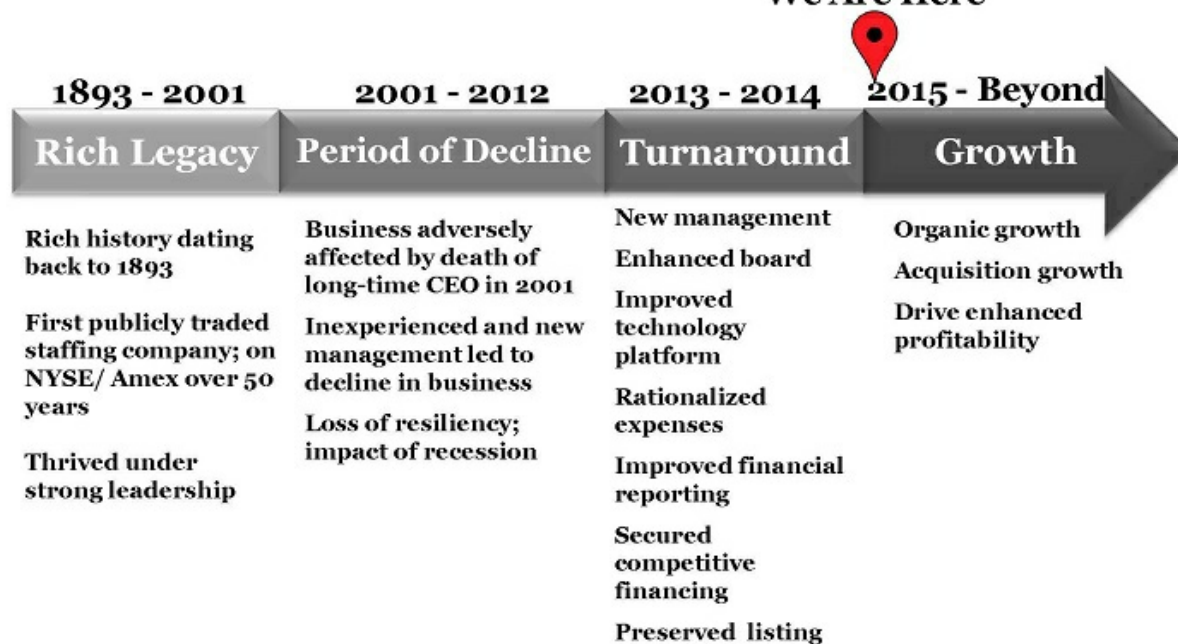 We Are Here
1893 - 2001
2001 - 2012
2013 - 2014
2015 - Beyond
Rich Legacy
Period of Decline
Turnaround
Growth
Rich history dating
back to 1893
First publicly traded
staffing company; on
NYSE/ Amex over 50
years
Thrived under
strong leadership
Business adversely
affected by death of
long-time CEO in 2001
Inexperienced and new
management led to
decline in business
Loss of resiliency;
impact of recession
New management
Enhanced board
Improved
technology
platform
Rationalized
expenses
Improved financial
reporting
Secured
competitive
financing
Preserved listing
Organic growth
Acquisition growth
Drive enhanced
profitability